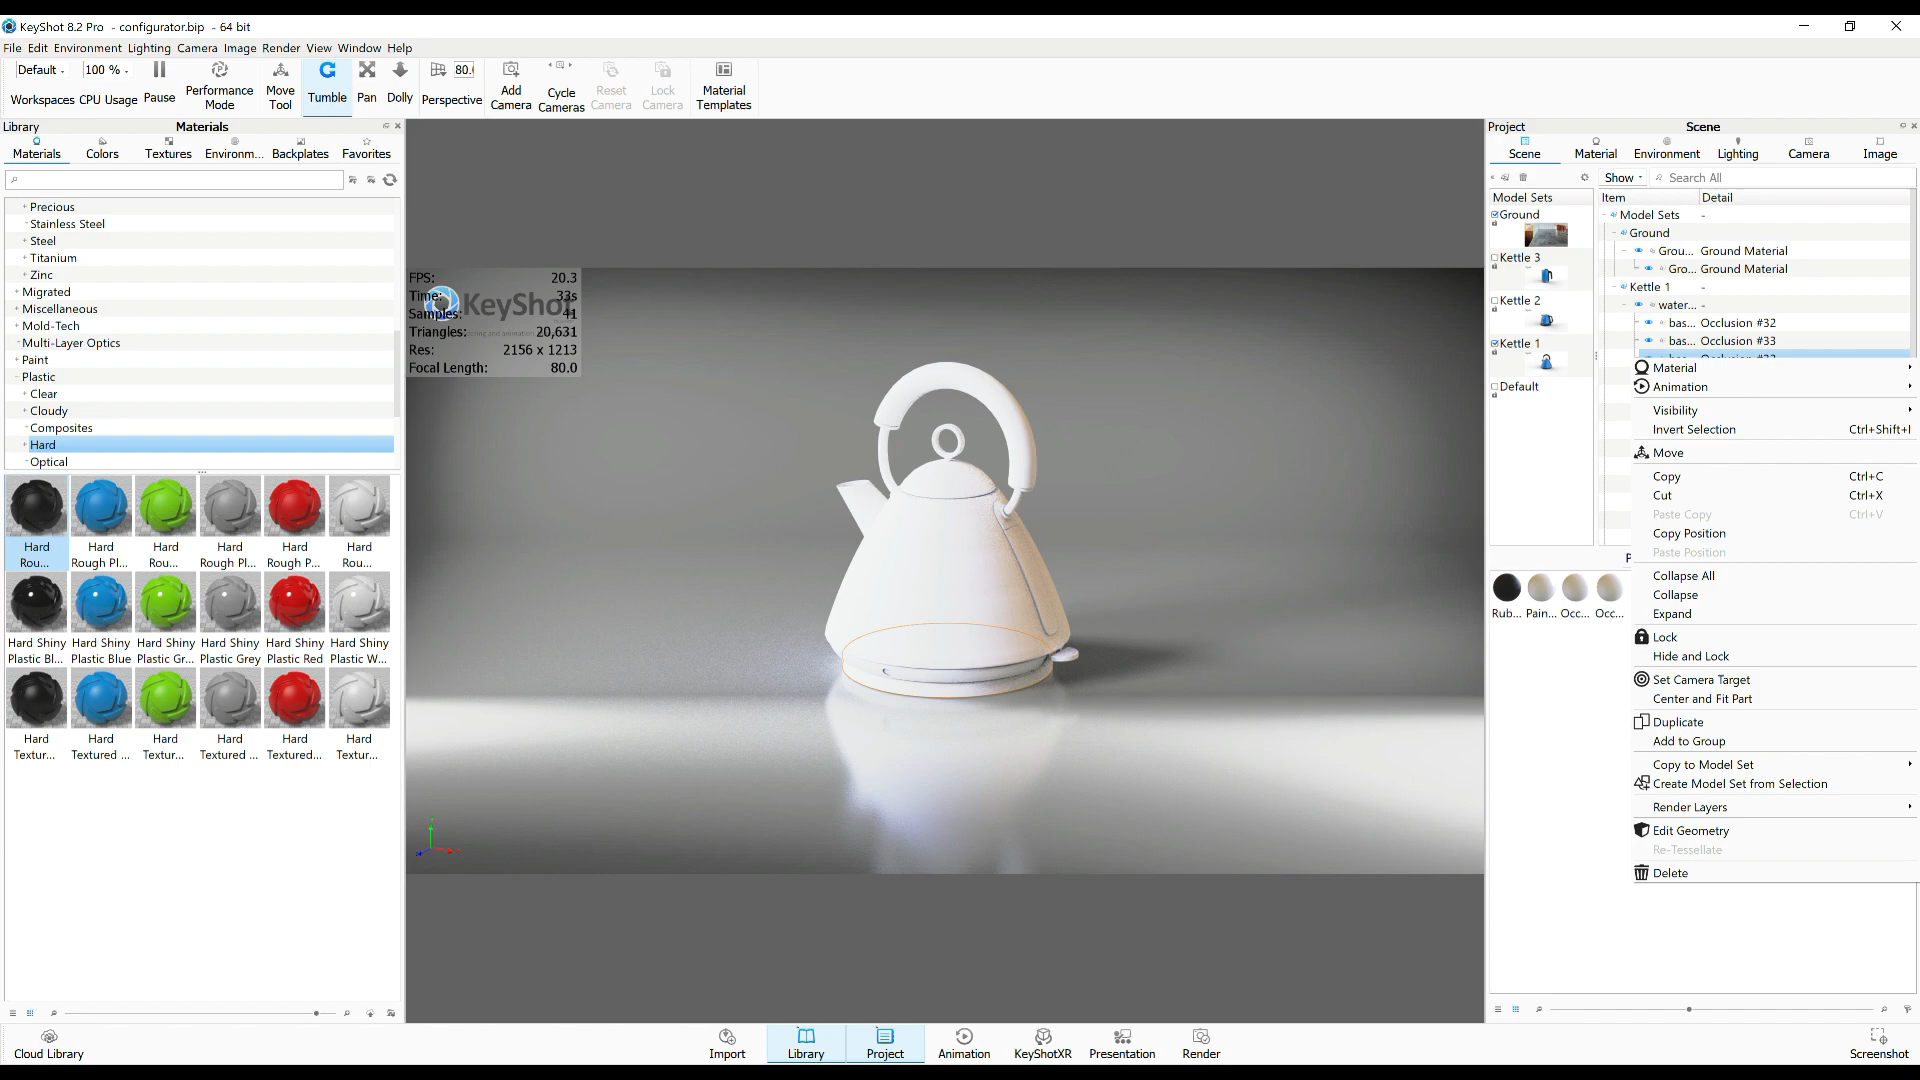 KeyShot 8.2 Pro - configurator.bip - 64 bit
File Edit Environment Lighting Camera Image Render View Window Help
Default 100 % 80.
Workspaces CPU Usage Pause Performance Mode Move Tool Tumble Pan Dolly Perspective Add Camera Cycle Cameras Reset Camera Lock Camera Material Templates
Library Materials
Materials Colors Textures Environm... Backplates Favorites
Precious
Stainless Steel
Steel
Titanium
Zinc
Migrated
Miscellaneous
Mold-Tech
Multi-Layer Optics
Paint
Plastic
Clear
Cloudy
Composites
Hard
Optical
Hard Hard Hard Hard Hard Hard
Rou... Rough Pl... Rou... Rough Pl... Rough P... Rou...
Hard Shiny Hard Shiny Hard Shiny Hard Shiny Hard Shiny Hard Shiny
Plastic Bl... Plastic Blue Plastic Gr... Plastic Grey Plastic Red Plastic W...
Hard Hard Hard Hard Hard Hard
Textur... Textured ... Textur... Textured ... Textured... Textur...
FPS: 20.3
Time: 33s
KeyShot
Samples: 41
Triangles: 20,631
Res: 2156 x 1213
Focal Length: 80.0
Project Scene
Scene Material Environment Lighting Camera Image
Show Search All
Model Sets
Ground
Kettle 3
Kettle 2
Kettle 1
Default
Item Detail
Model Sets -
Ground
Grou... Ground Material
Gro... Ground Material
Kettle 1 -
water... -
bas... Occlusion #32
bas... Occlusion #33
Rub... Pain... Occ... Occ...
Material
Animation
Visibility
Invert Selection Ctrl+Shift+I
Move
Copy Ctrl+C
Cut Ctrl+X
Paste Copy Ctrl+V
Copy Position
Paste Position
Collapse All
Collapse
Expand
Lock
Hide and Lock
Set Camera Target
Center and Fit Part
Duplicate
Add to Group
Copy to Model Set
Create Model Set from Selection
Render Layers
Edit Geometry
Re-Tessellate
Delete
Cloud Library Import Library Project Animation KeyShotXR Presentation Render Screenshot